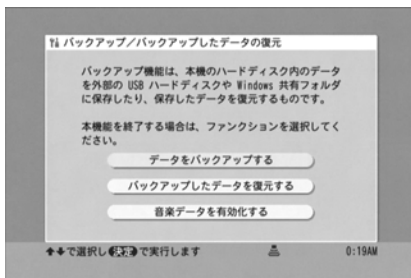 バックアップ/バックアップしたデータの復元
バックアップ機能は、本機のハードディスク内のデータ
を外部の USB ハードディスクや Windows 共有フォルダ
に保存したり、保存したデータを復元するものです。
本機能を終了する場合は、ファンクションを選択してく
ださい。
データをバックアップする
バックアップしたデータを復元する
音楽データを有効化する
↑↓で選択し 決定 で実行します 0:19AM